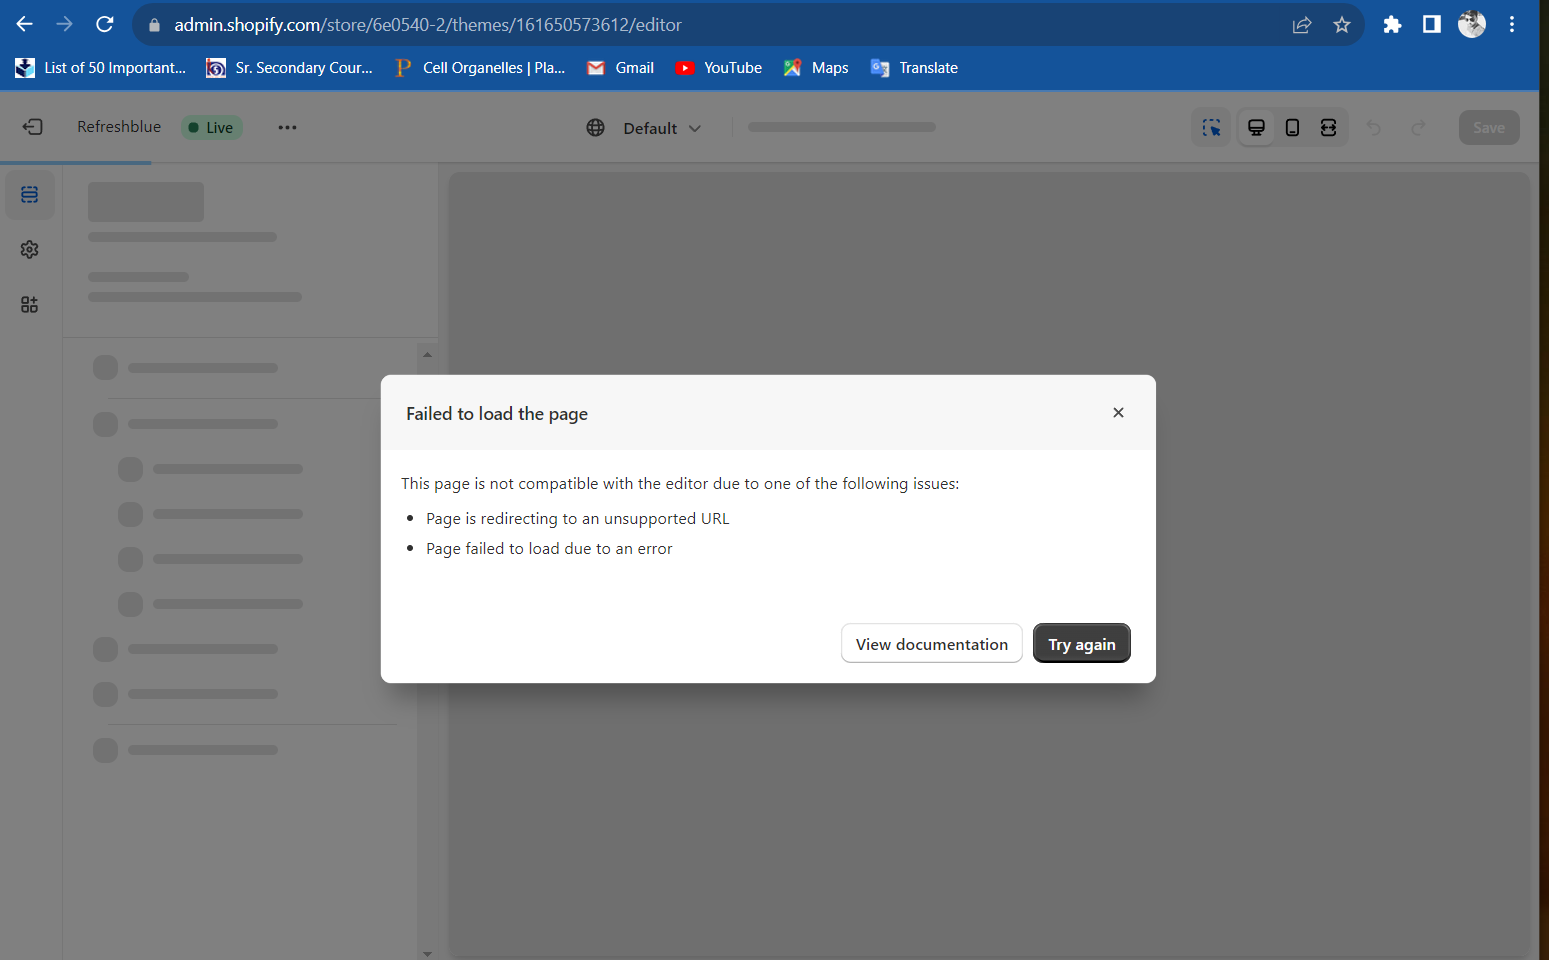 admin.shopify.com/store/6e0540-2/themes/161650573612/editor
List of 50 Important... Sr. Secondary Cour... Cell Organelles | Pla... Gmail YouTube Maps Translate
Refreshblue Live Default Save
Failed to load the page
This page is not compatible with the editor due to one of the following issues:
Page is redirecting to an unsupported URL
Page failed to load due to an error
View documentation Try again